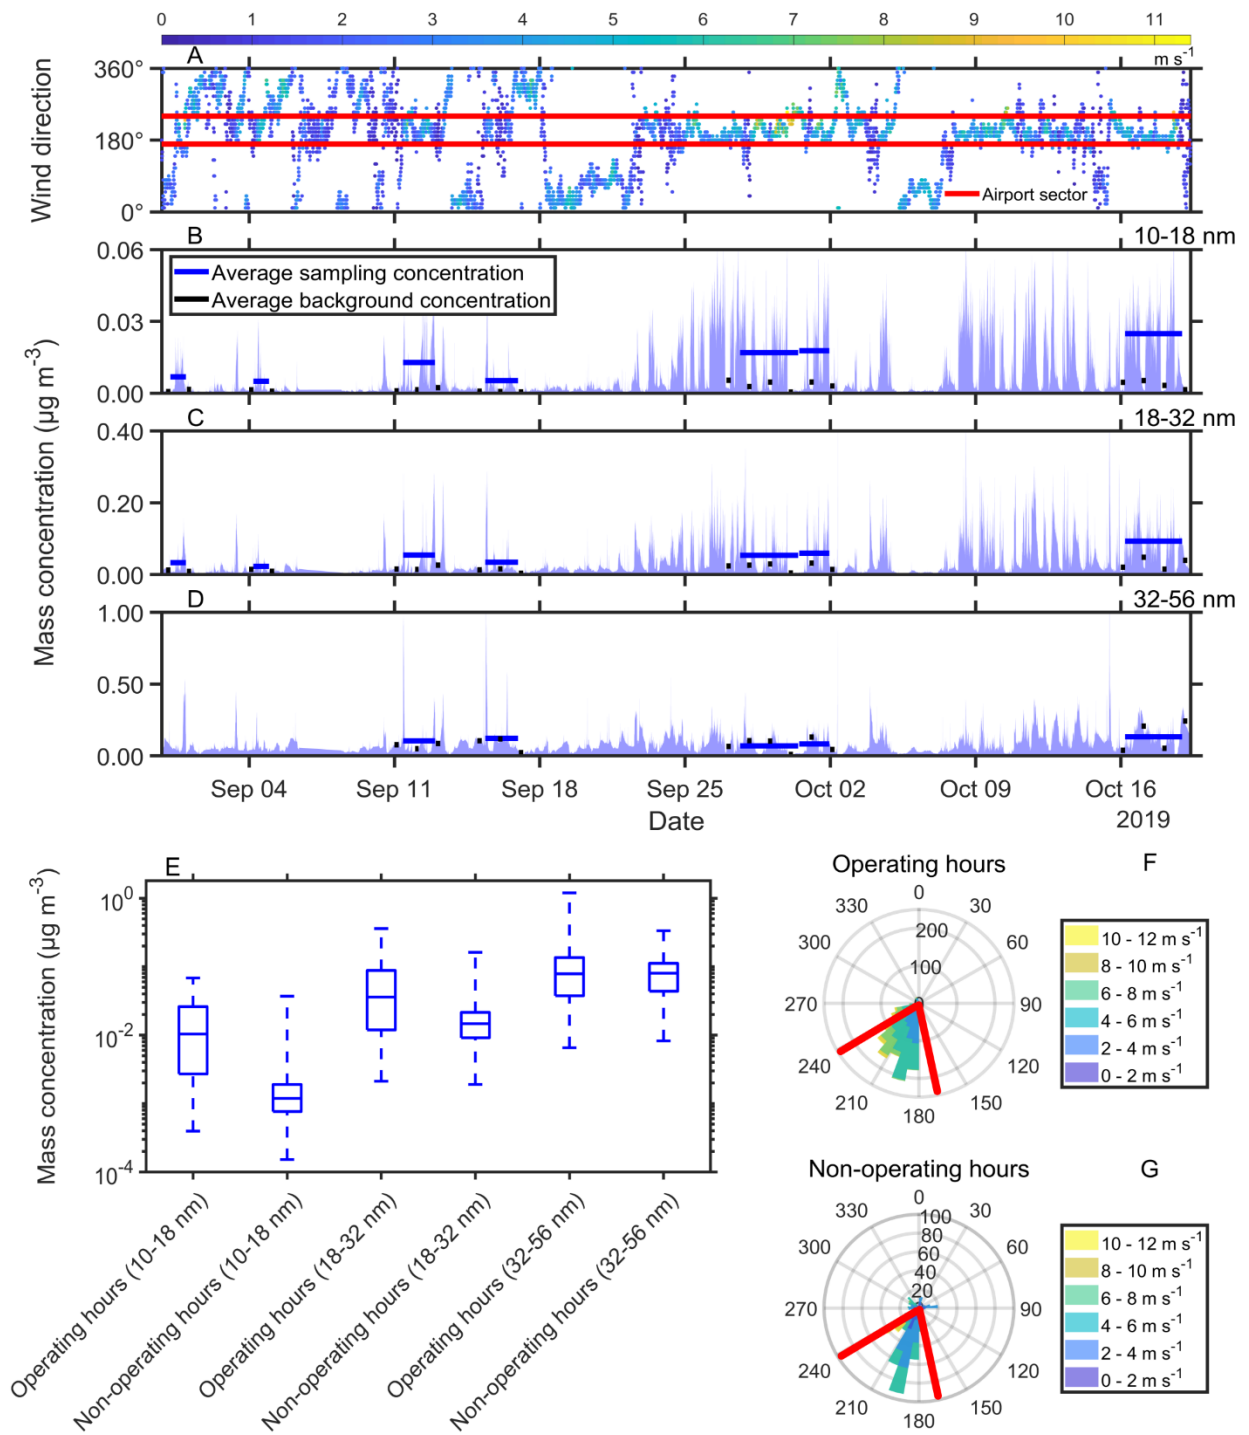 0 1 2 3 4 5 6 7 8 9 10 11
A
m s⁻¹
Wind direction
360°
180°
0°
Airport sector
B
10-18 nm
0.06
0.03
0.00
Average sampling concentration
Average background concentration
Mass concentration (µg m⁻³)
C
18-32 nm
0.40
0.20
0.00
D
32-56 nm
1.00
0.50
0.00
Sep 04 Sep 11 Sep 18 Sep 25 Oct 02 Oct 09 Oct 16
Date
2019
E
Mass concentration (µg m⁻³)
10⁰
10⁻²
10⁻⁴
Operating hours (10-18 nm)
Non-operating hours (10-18 nm)
Operating hours (18-32 nm)
Non-operating hours (18-32 nm)
Operating hours (32-56 nm)
Non-operating hours (32-56 nm)
Operating hours
F
0
330 30
300 60
270 90
240 120
210 150
180
200
100
0
10 - 12 m s⁻¹
8 - 10 m s⁻¹
6 - 8 m s⁻¹
4 - 6 m s⁻¹
2 - 4 m s⁻¹
0 - 2 m s⁻¹
Non-operating hours
G
0
330 30
300 60
270 90
240 120
210 150
180
100
80
60
40
20
10 - 12 m s⁻¹
8 - 10 m s⁻¹
6 - 8 m s⁻¹
4 - 6 m s⁻¹
2 - 4 m s⁻¹
0 - 2 m s⁻¹